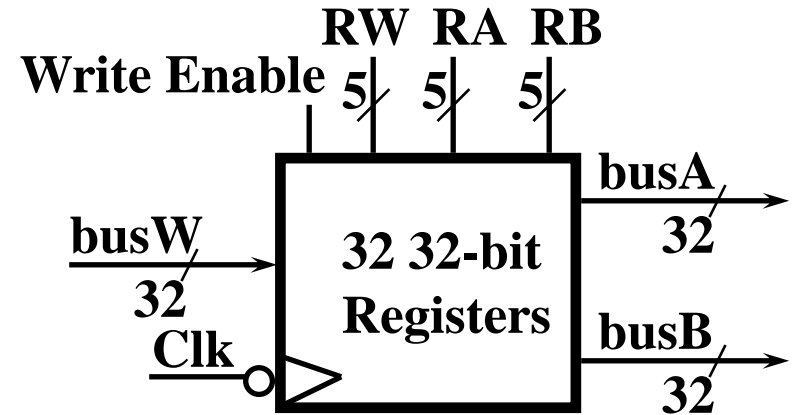 RW RA RB
Write Enable
5 5 5
busA
32
busW
32
32 32-bit
Registers
Clk
busB
32